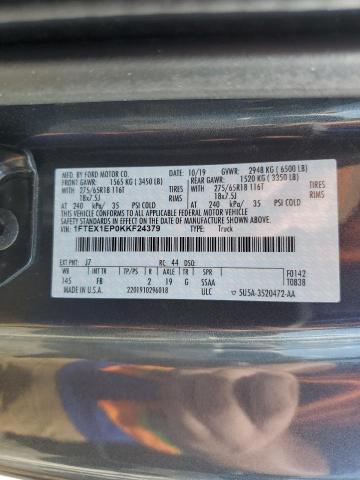 MFD. BY FORD MOTOR CO. 10/19 GVWR: 2948 KG (6500 LB)
FRONT GAWR: 1565 KG (3450 LB) REAR GAWR: 1520 KG (3350 LB)
WITH 275/65R18 116T TIRES WITH 275/65R18 116T TIRES
18x7.5J RIMS 18x7.5J RIMS
AT 240 kPa/ 35 PSI COLD AT 240 kPa/ 35 PSI COLD
THIS VEHICLE CONFORMS TO ALL APPLICABLE FEDERAL MOTOR VEHICLE
SAFETY STANDARDS IN EFFECT ON THE DATE OF MANUFACTURE SHOWN ABOVE.
VIN: 1FTEX1EP0KKF24379 TYPE: Truck
EXT PNT: J7 RC: 44 DSO:
WB INT TR TP/PS R AXLE TR SPR F0142
145 FB 2 19 G SSAA T0838
MADE IN U.S.A. 2201910296018 ULC 5U5A-3520472-AA